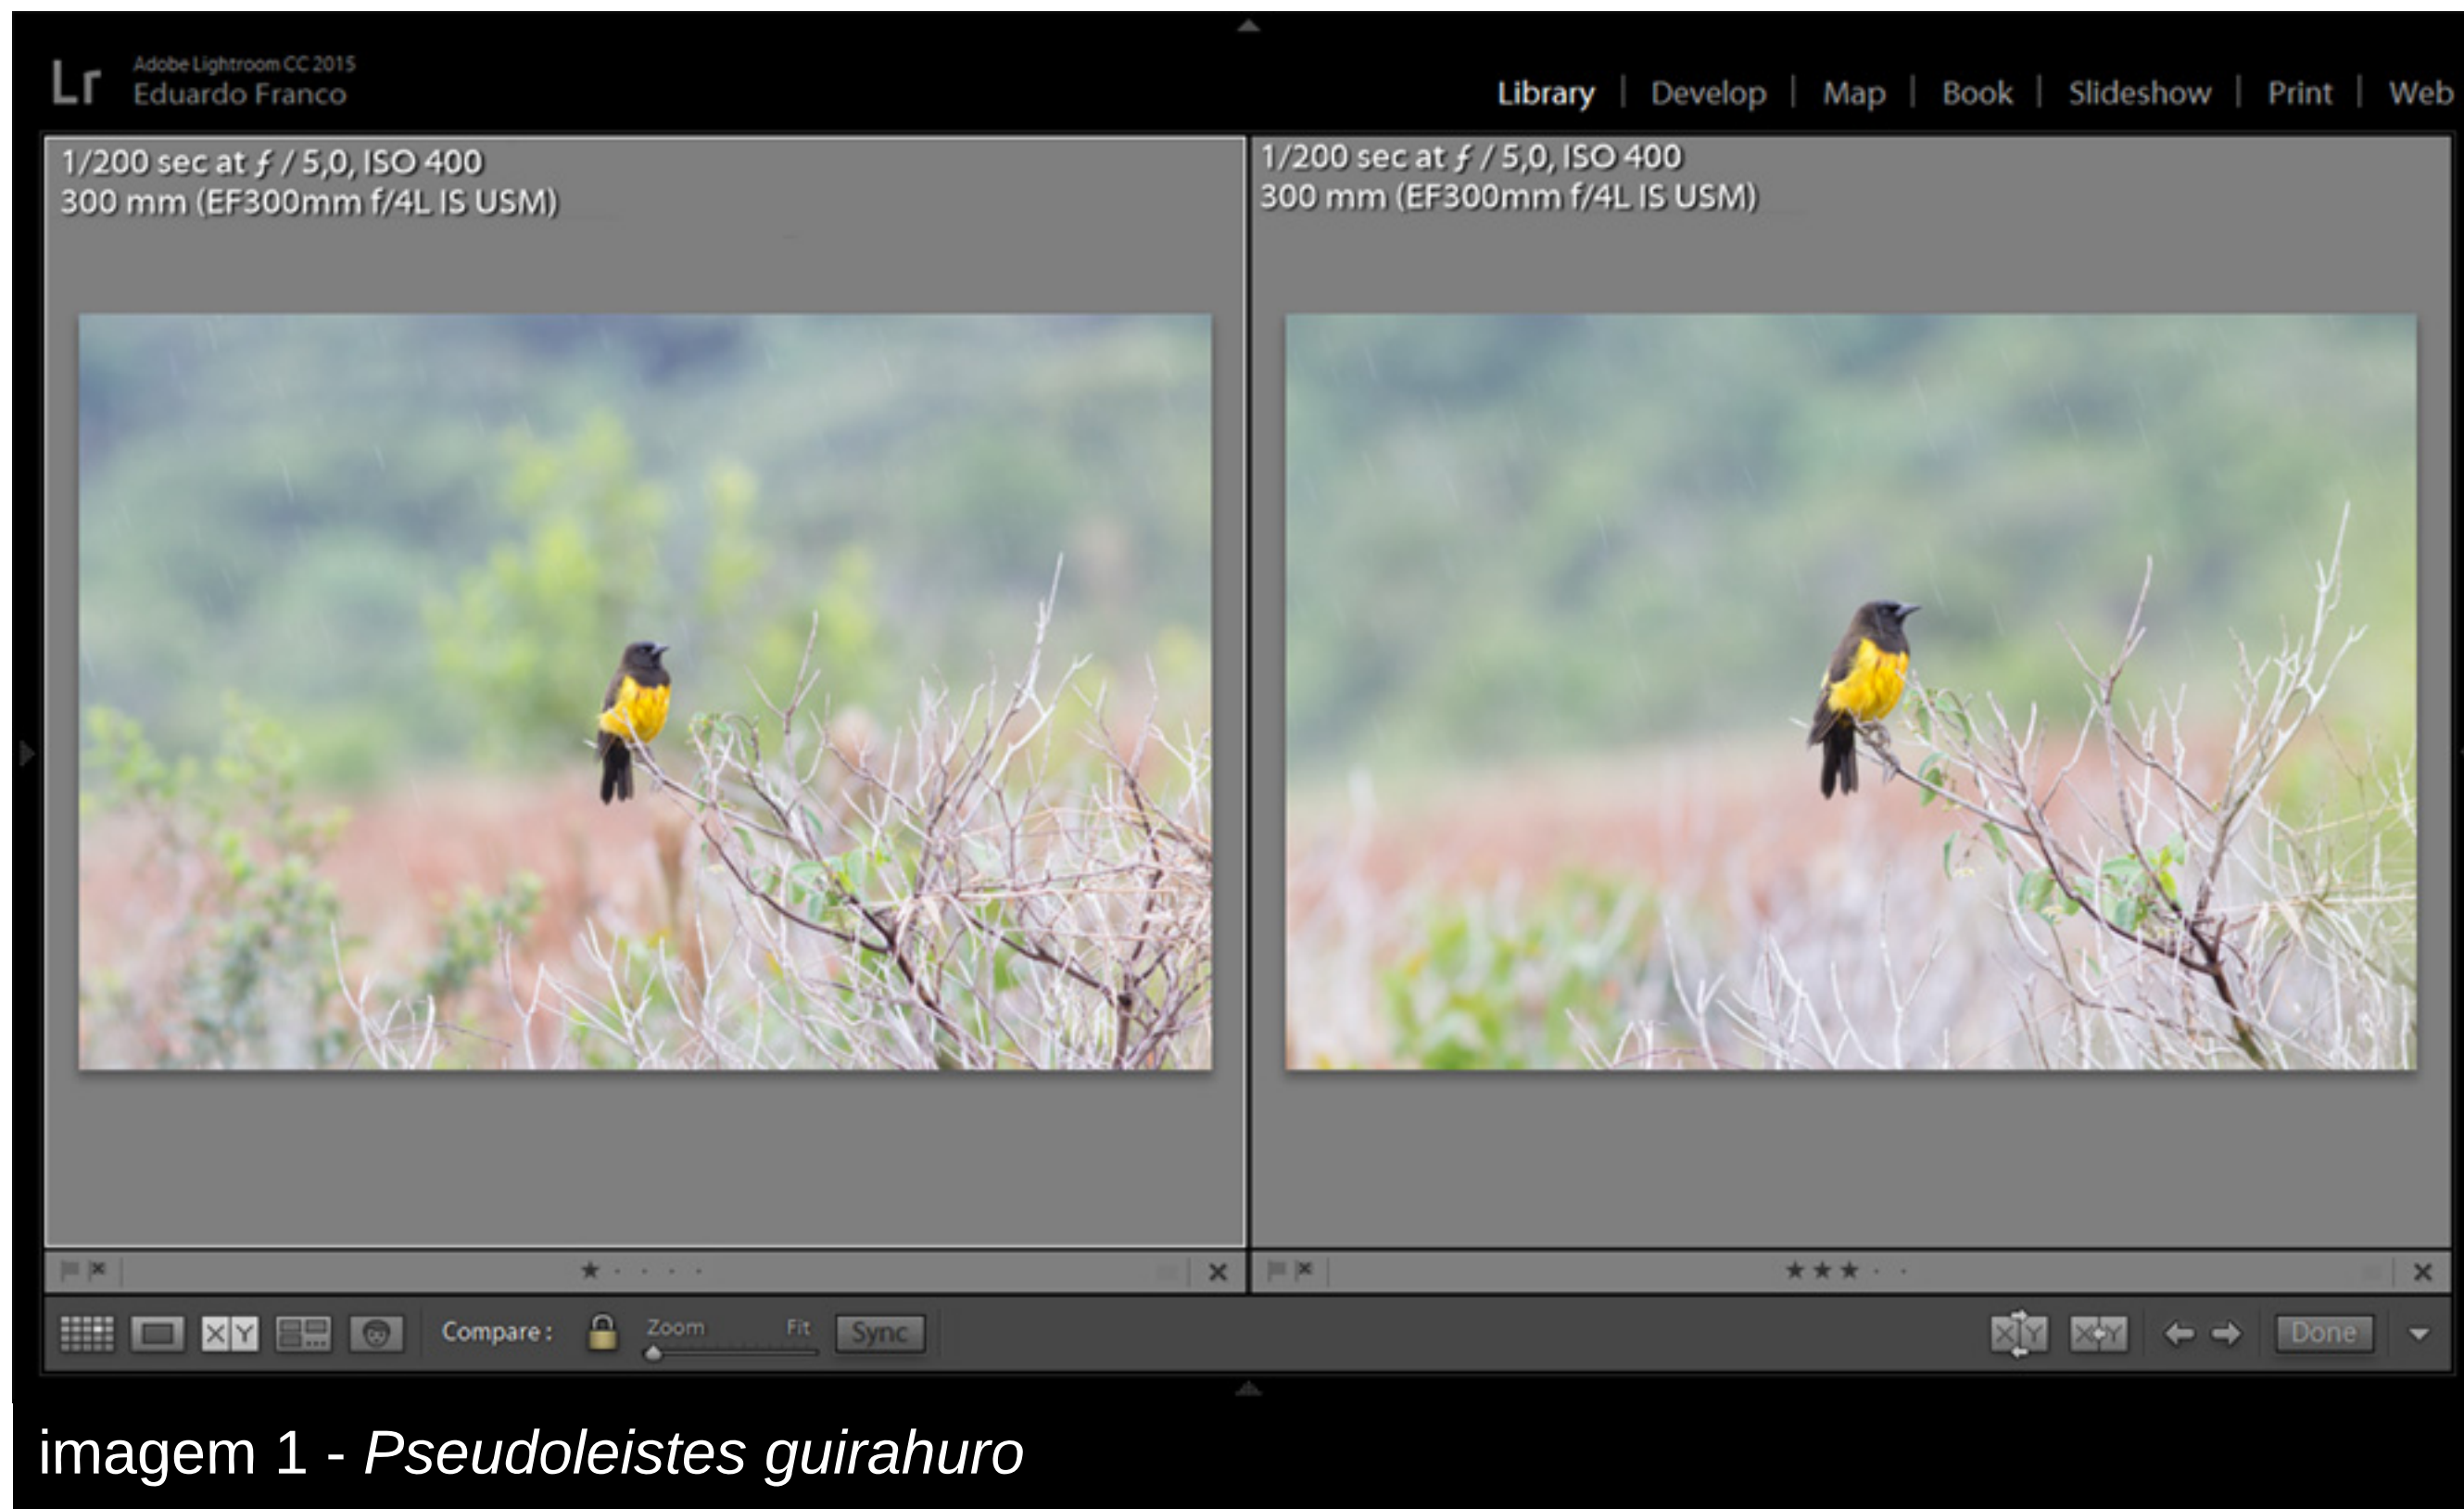 Lr
Adobe Lightroom CC 2015
Eduardo Franco
Library | Develop | Map | Book | Slideshow | Print | Web
1/200 sec at ƒ / 5,0, ISO 400
300 mm (EF300mm f/4L IS USM)
1/200 sec at ƒ / 5,0, ISO 400
300 mm (EF300mm f/4L IS USM)
XY
Compare :
Zoom
Fit
Sync
X Y
X Y
Done
imagem 1 - Pseudoleistes guirahuro